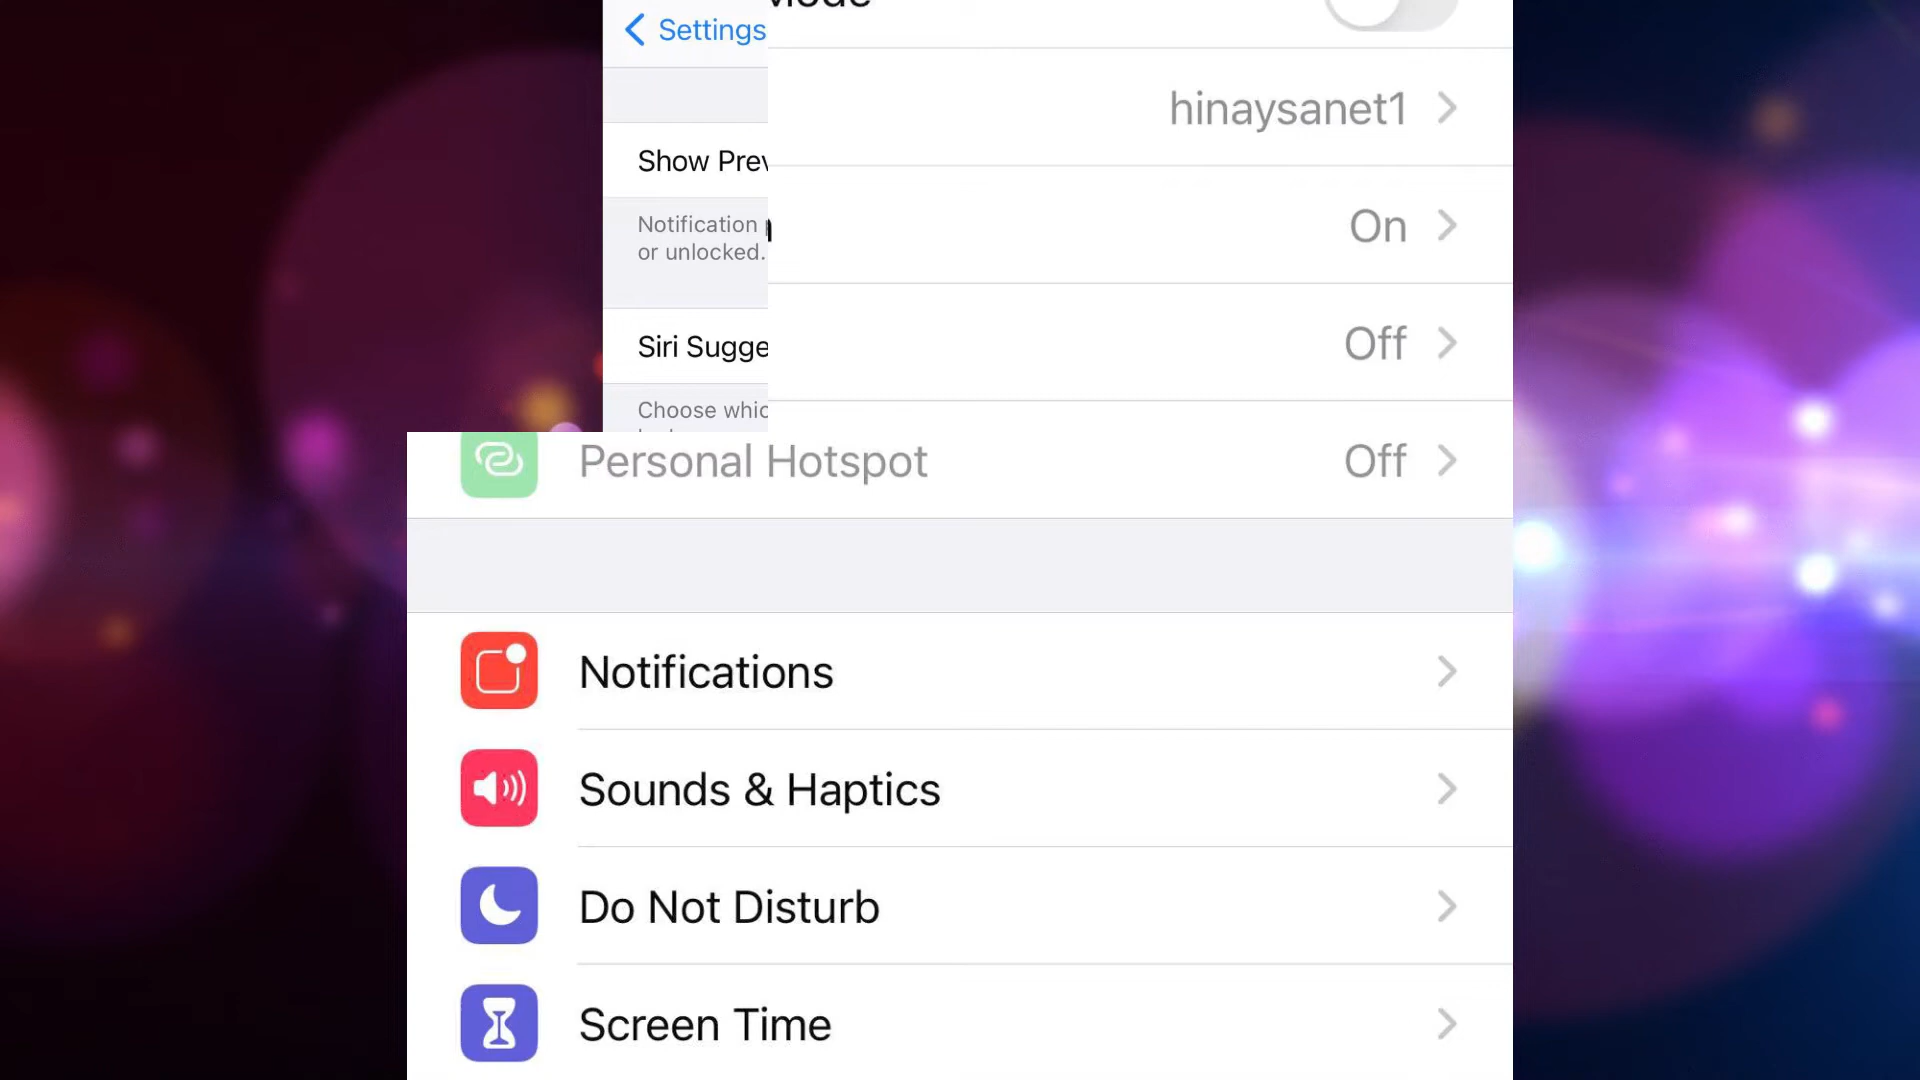 Settings
hinaysanet1
Show Prev
Notification
or unlocked.
On
Siri Sugge
Off
Choose whic
Personal Hotspot Off
Notifications
Sounds & Haptics
Do Not Disturb
Screen Time